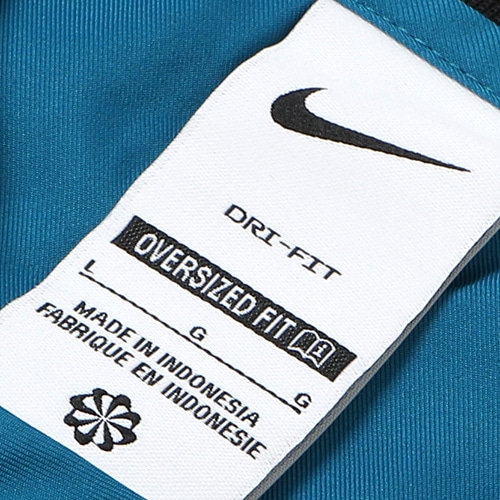 DRI-FIT
OVERSIZED FIT
L G G
MADE IN INDONESIA
FABRIQUE EN INDONESIE